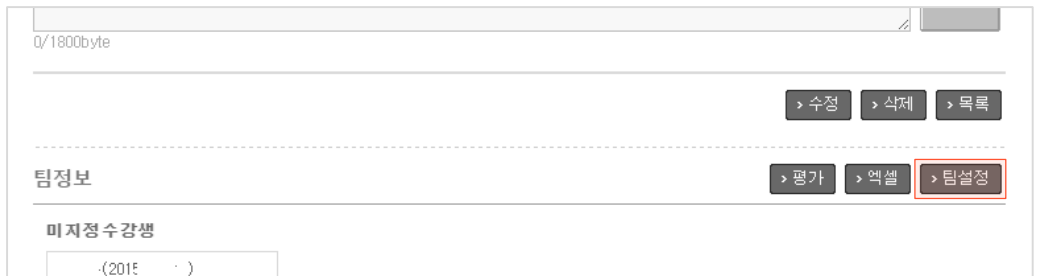 0/1800byte
> 수정 > 삭제 > 목록
팀정보
> 평가 > 엑셀 > 팀설정
미지정수강생